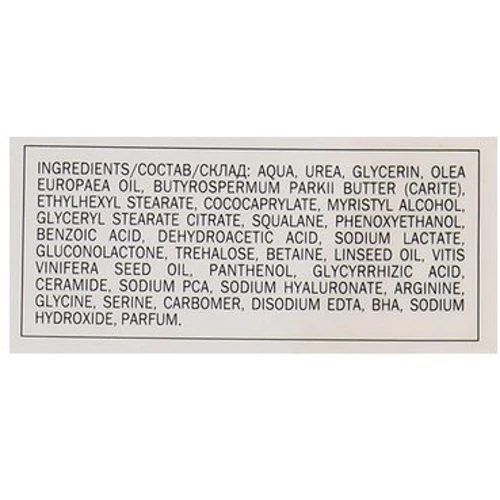 INGREDIENTS/СОСТАВ/СКЛАД: AQUA, UREA, GLYCERIN, OLEA
EUROPAEA OIL, BUTYROSPERMUM PARKII BUTTER (CARITE),
ETHYLHEXYL STEARATE, COCOCAPRYLATE, MYRISTYL ALCOHOL,
GLYCERYL STEARATE CITRATE, SQUALANE, PHENOXYETHANOL,
BENZOIC ACID, DEHYDROACETIC ACID, SODIUM LACTATE,
GLUCONOLACTONE, TREHALOSE, BETAINE, LINSEED OIL, VITIS
VINIFERA SEED OIL, PANTHENOL, GLYCYRRHIZIC ACID,
CERAMIDE, SODIUM PCA, SODIUM HYALURONATE, ARGININE,
GLYCINE, SERINE, CARBOMER, DISODIUM EDTA, BHA, SODIUM
HYDROXIDE, PARFUM.